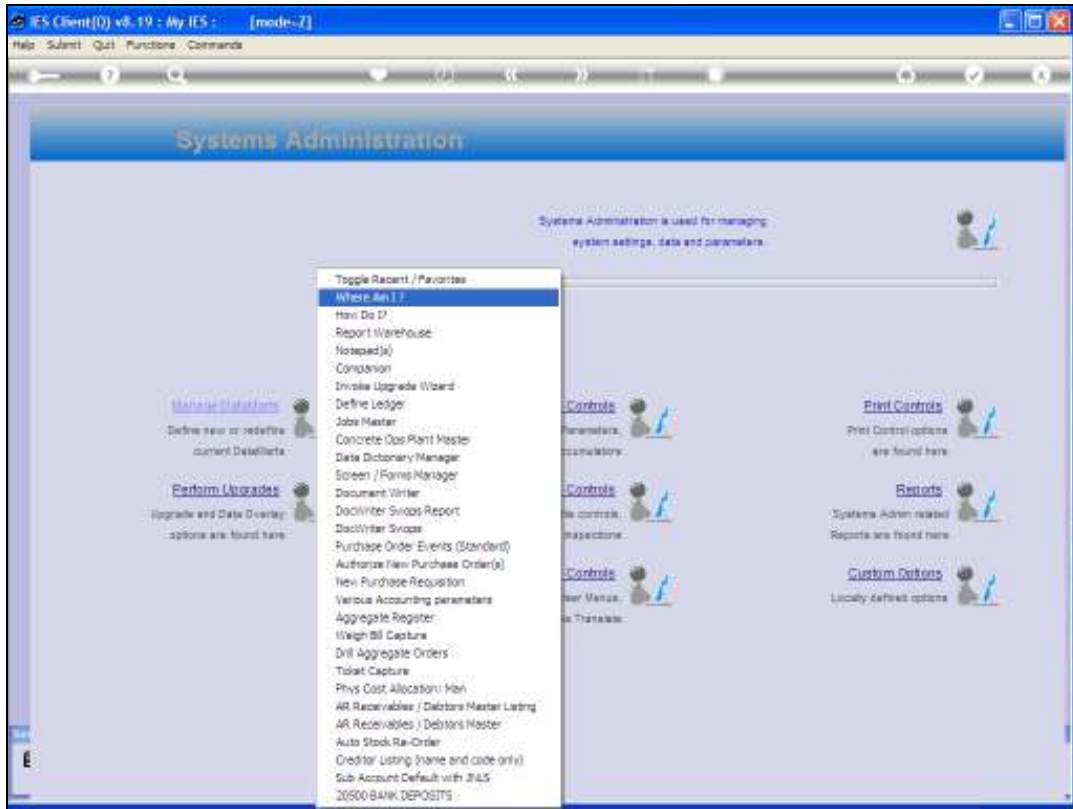 IES Client(Q) v8.19 : My IES : [mode-Z]
Help Submit Quit Functions Commands
Systems Administration
Systems Administration is used for managing
system settings, data and parameters.
Toggle Recent / Favorites
Where Am I ?
How Do I?
Report Warehouse
Notepad(s)
Companion
Invoke Upgrade Wizard
Define Ledger
Jobs Master
Concrete Ops Plant Master
Data Dictionary Manager
Screen / Forms Manager
Document Writer
DocWriter Swops Report
DocWriter Swops
Purchase Order Events (Standard)
Authorize New Purchase Order(s)
New Purchase Requisition
Various Accounting parameters
Aggregate Register
Weigh Bill Capture
Drill Aggregate Orders
Ticket Capture
Phys Cost Allocation: Man
AR Receivables / Debtors Master Listing
AR Receivables / Debtors Master
Auto Stock Re-Order
Creditor Listing (name and code only)
Sub Account Default with JNLS
20500 BANK DEPOSITS
Manage DataMarts
Define new or redefine
current DataMarts
Controls
Parameters,
Print Controls
Print Control options
are found here
Perform Upgrades
Upgrade and Data Overlay
options are found here
Controls
controls,
Inspections
Reports
Systems Admin related
Reports are found here
Controls
User Menus,
Translate
Custom Options
Locally defined options